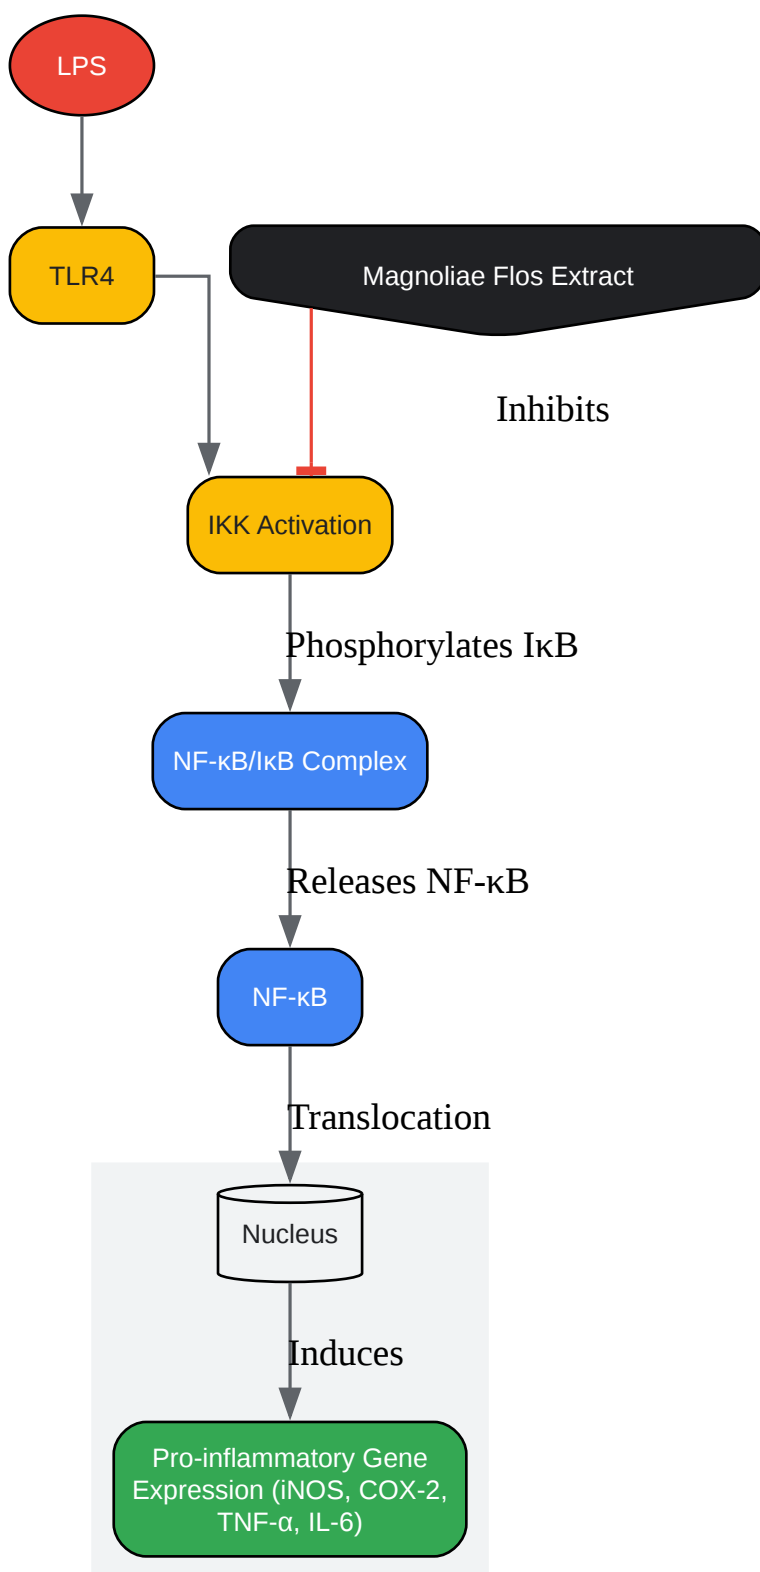 LPS
TLR4
Magnoliae Flos Extract
Inhibits
IKK Activation
Phosphorylates IκB
NF-κB/IκB Complex
Releases NF-κB
NF-κB
Translocation
Nucleus
Induces
Pro-inflammatory Gene
Expression (iNOS, COX-2,
TNF-α, IL-6)